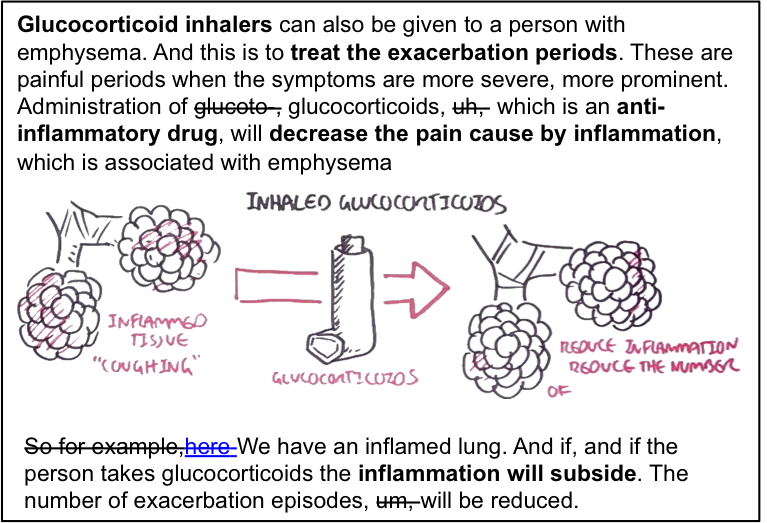 Glucocorticoid inhalers can also be given to a person with
emphysema. And this is to treat the exacerbation periods. These are
painful periods when the symptoms are more severe, more prominent.
Administration of glucoto-, glucocorticoids, uh, which is an anti-
inflammatory drug, will decrease the pain cause by inflammation,
which is associated with emphysema
INHALED GLUCOCORTICOIDS
INFLAMMED
TISSUE
"COUGHING"
GLUCOCORTICOIDS
REDUCE INFLAMMATION
REDUCE THE NUMBER
OF
So for example,here We have an inflamed lung. And if, and if the
person takes glucocorticoids the inflammation will subside. The
number of exacerbation episodes, um, will be reduced.